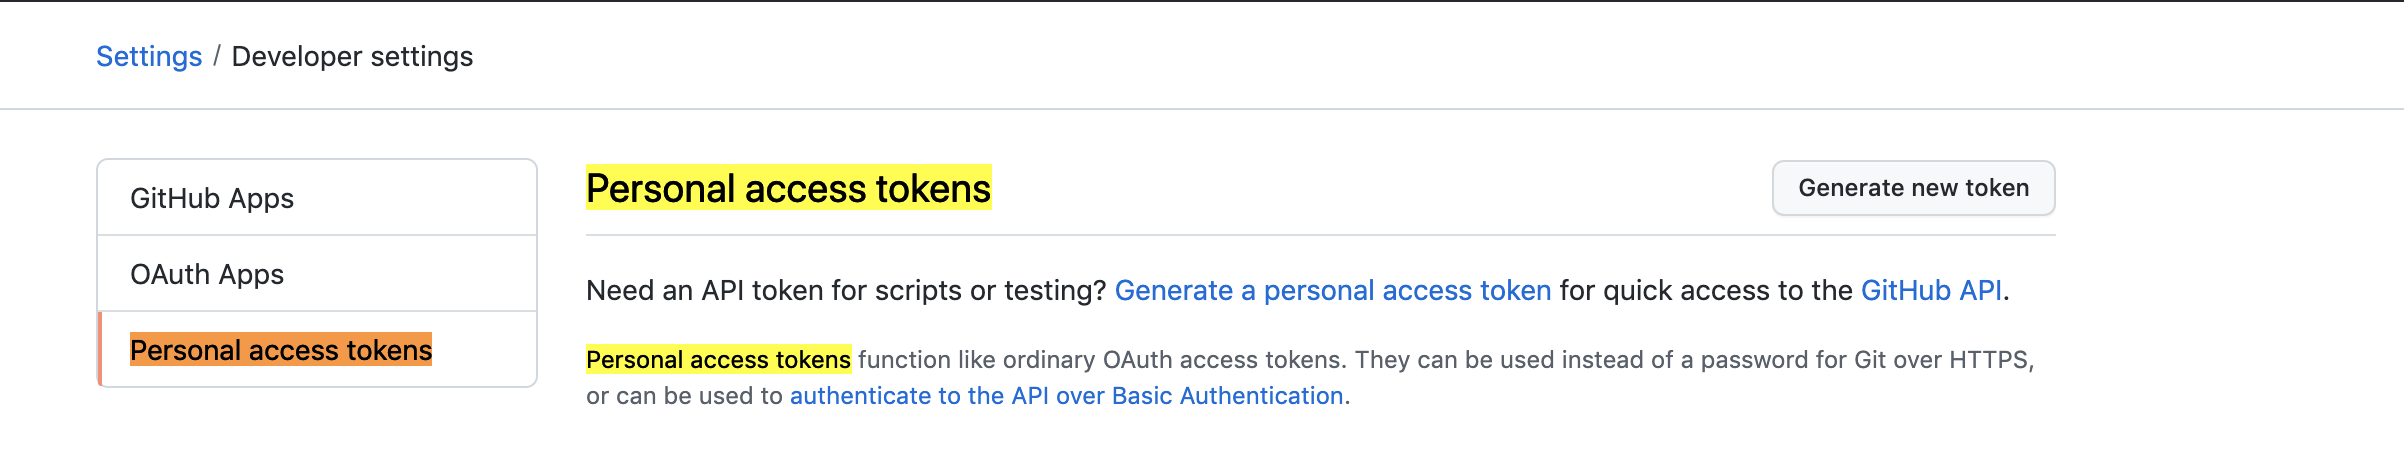 Settings / Developer settings
GitHub Apps
OAuth Apps
Personal access tokens
Personal access tokens
Generate new token
Need an API token for scripts or testing? Generate a personal access token for quick access to the GitHub API.
Personal access tokens function like ordinary OAuth access tokens. They can be used instead of a password for Git over HTTPS,
or can be used to authenticate to the API over Basic Authentication.